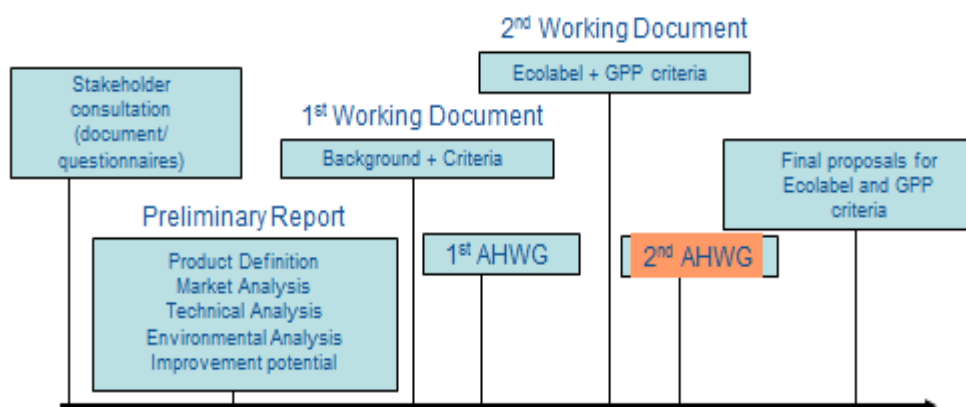 2nd Working Document
Ecolabel + GPP criteria
Stakeholder
consultation
(document/
questionnaires)
1st Working Document
Background + Criteria
Final proposals for
Ecolabel and GPP
criteria
Preliminary Report
Product Definition
Market Analysis
Technical Analysis
Environmental Analysis
Improvement potential
1st AHWG
2nd AHWG